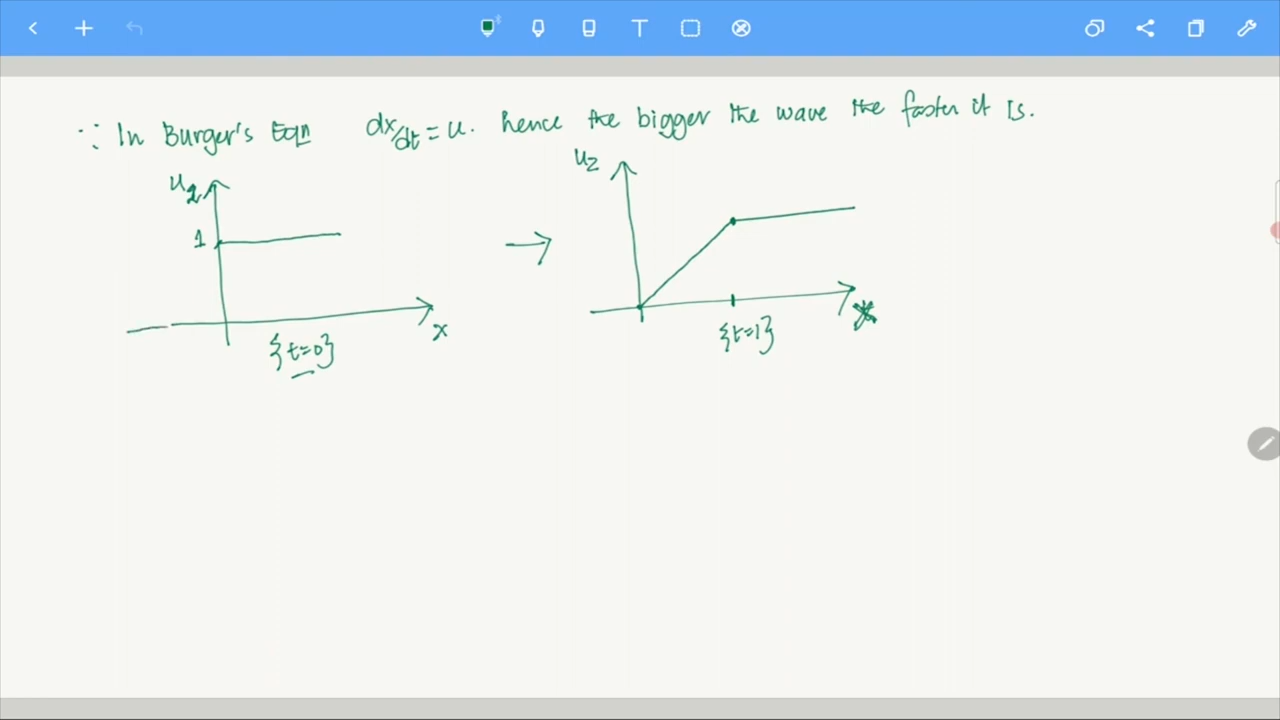 ∵ In Burger's Eqn dx/dt = u. hence the bigger the wave the faster it is.
u2
1
x
{t=0}
→
u2
x
{t=1}